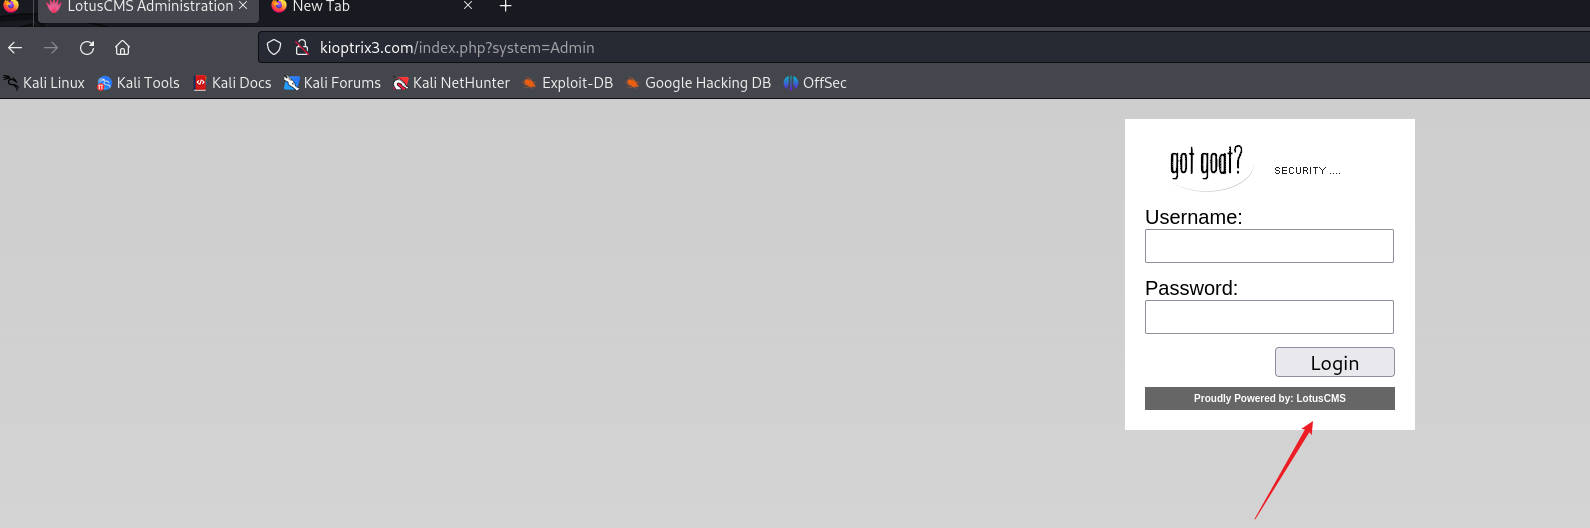 LotusCMS Administration
New Tab
kioptrix3.com/index.php?system=Admin
Kali Linux Kali Tools Kali Docs Kali Forums Kali NetHunter Exploit-DB Google Hacking DB OffSec
got goat? SECURITY ....
Username:
Password:
Login
Proudly Powered by: LotusCMS